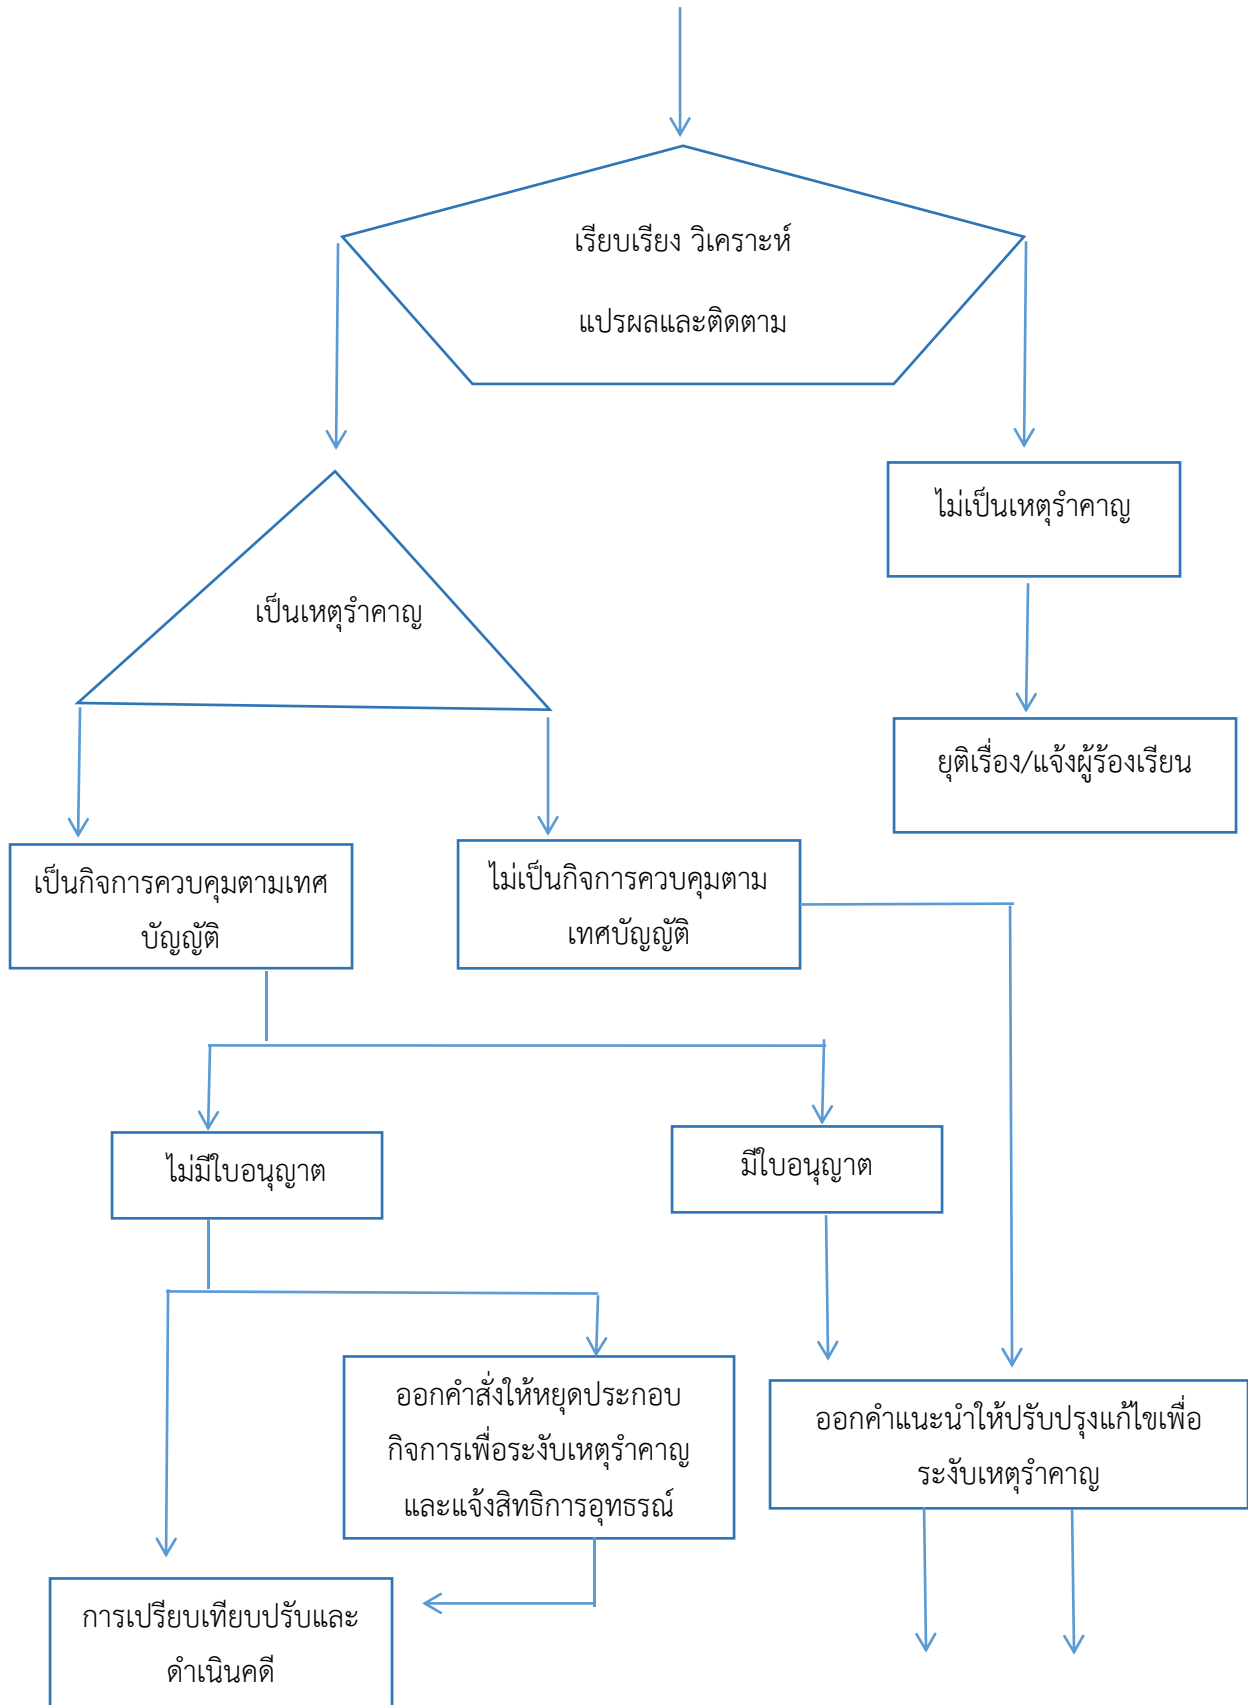 เรียบเรียง วิเคราะห์
แปรผลและติดตาม
ไม่เป็นเหตุรำคาญ
เป็นเหตุรำคาญ
ยุติเรื่อง/แจ้งผู้ร้องเรียน
เป็นกิจการควบคุมตามเทศ
บัญญัติ
ไม่เป็นกิจการควบคุมตาม
เทศบัญญัติ
ไม่มีใบอนุญาต
มีใบอนุญาต
ออกคำสั่งให้หยุดประกอบ
กิจการเพื่อระงับเหตุรำคาญ
และแจ้งสิทธิการอุทธรณ์
ออกคำแนะนำให้ปรับปรุงแก้ไขเพื่อ
ระงับเหตุรำคาญ
การเปรียบเทียบปรับและ
ดำเนินคดี